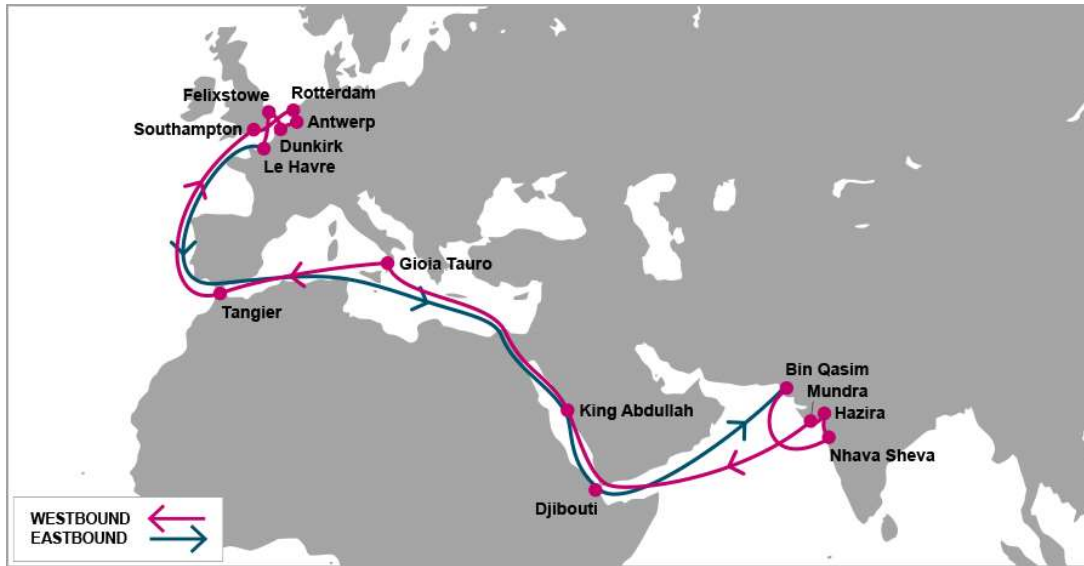 Felixstowe
Rotterdam
Southampton
Antwerp
Dunkirk
Le Havre
Gioia Tauro
Tangier
Bin Qasim
Mundra
King Abdullah
Hazira
Nhava Sheva
Djibouti
WESTBOUND
EASTBOUND